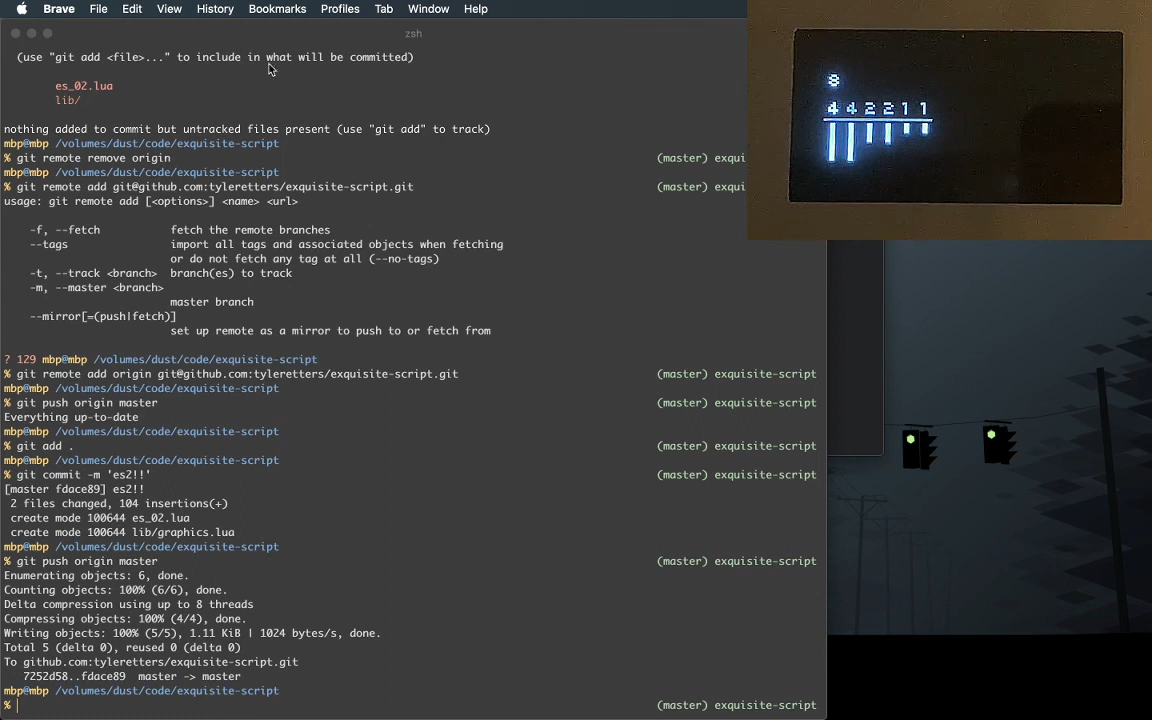 Brave File Edit View History Bookmarks Profiles Tab Window Help
zsh
(use "git add <file>..." to include in what will be committed)
es_02.lua
lib/
nothing added to commit but untracked files present (use "git add" to track)
mbp@mbp /volumes/dust/code/exquisite-script
% git remote remove origin (master) exqui
mbp@mbp /volumes/dust/code/exquisite-script
% git remote add git@github.com:tyleretters/exquisite-script.git (master) exqui
usage: git remote add [<options>] <name> <url>
-f, --fetch fetch the remote branches
--tags import all tags and associated objects when fetching
or do not fetch any tag at all (--no-tags)
-t, --track <branch> branch(es) to track
-m, --master <branch>
master branch
--mirror[=(push|fetch)]
set up remote as a mirror to push to or fetch from
? 129 mbp@mbp /volumes/dust/code/exquisite-script
% git remote add origin git@github.com:tyleretters/exquisite-script.git (master) exquisite-script
mbp@mbp /volumes/dust/code/exquisite-script
% git push origin master (master) exquisite-script
Everything up-to-date
mbp@mbp /volumes/dust/code/exquisite-script
% git add . (master) exquisite-script
mbp@mbp /volumes/dust/code/exquisite-script
% git commit -m 'es2!!' (master) exquisite-script
[master fdace89] es2!!
2 files changed, 104 insertions(+)
create mode 100644 es_02.lua
create mode 100644 lib/graphics.lua
mbp@mbp /volumes/dust/code/exquisite-script
% git push origin master (master) exquisite-script
Enumerating objects: 6, done.
Counting objects: 100% (6/6), done.
Delta compression using up to 8 threads
Compressing objects: 100% (4/4), done.
Writing objects: 100% (5/5), 1.11 KiB | 1024 bytes/s, done.
Total 5 (delta 0), reused 0 (delta 0)
To github.com:tyleretters/exquisite-script.git
7252d58..fdace89 master -> master
mbp@mbp /volumes/dust/code/exquisite-script
% (master) exquisite-script
8
4 4 2 2 1 1